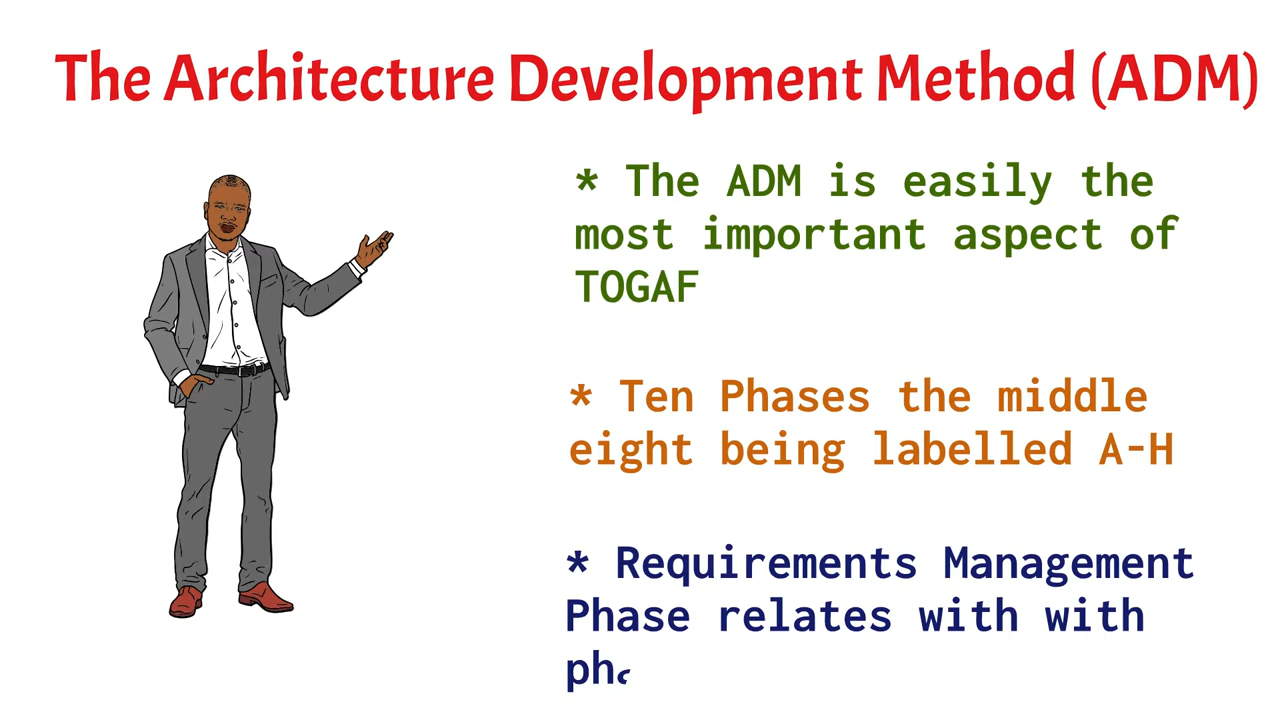 The Architecture Development Method (ADM)
* The ADM is easily the
most important aspect of
TOGAF
* Ten Phases the middle
eight being labelled A-H
* Requirements Management
Phase relates with with